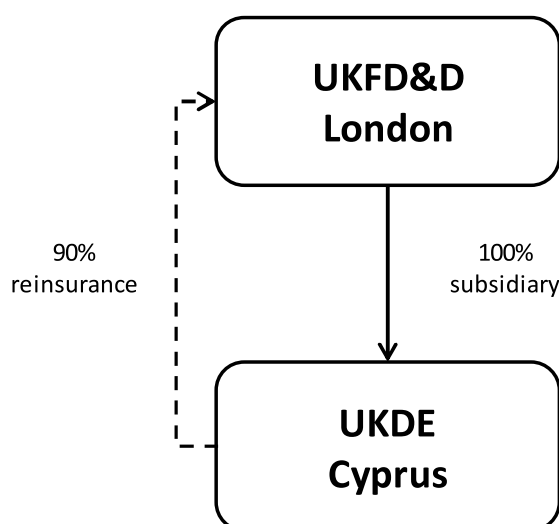 UKFD&D
London
90%
reinsurance
100%
subsidiary
UKDE
Cyprus